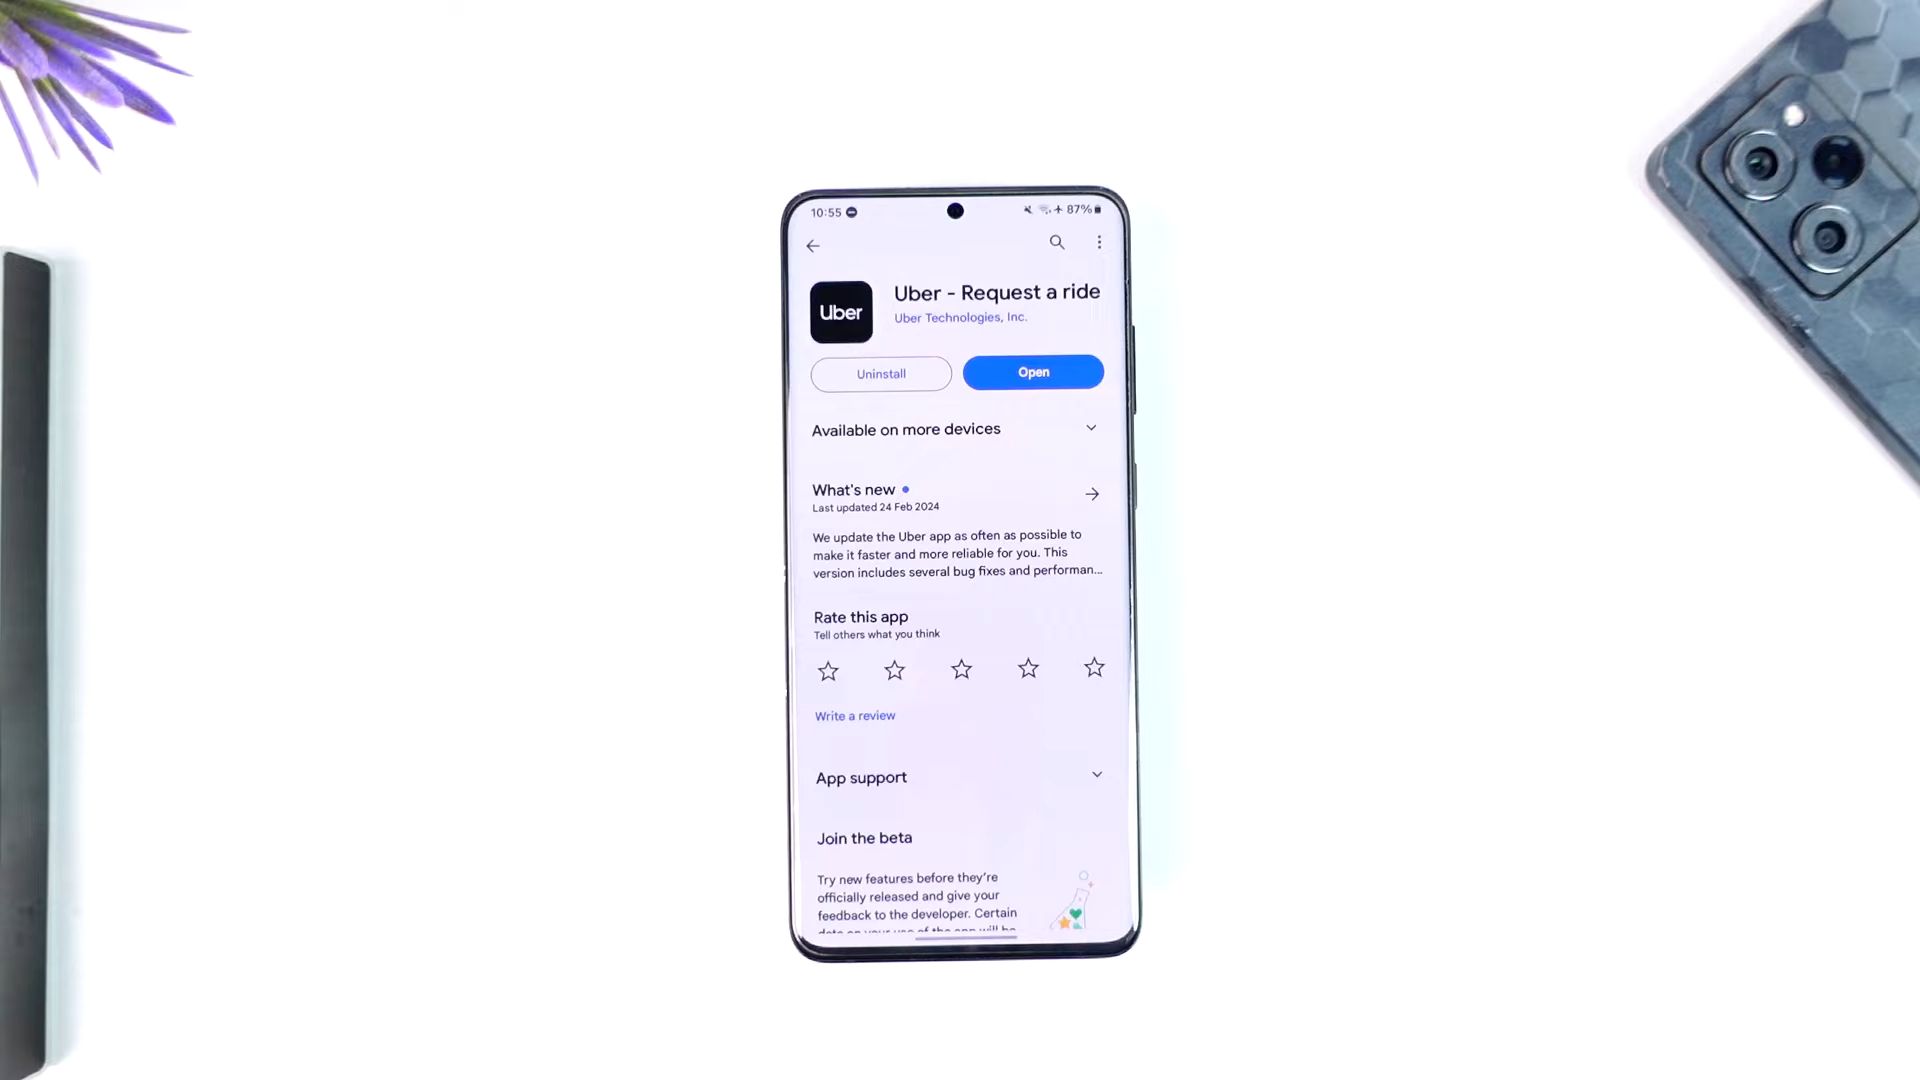 10:55
87%
Uber
Uber - Request a ride
Uber Technologies, Inc.
Uninstall
Open
Available on more devices
What's new
Last updated 24 Feb 2024
We update the Uber app as often as possible to
make it faster and more reliable for you. This
version includes several bug fixes and performan...
Rate this app
Tell others what you think
Write a review
App support
Join the beta
Try new features before they're
officially released and give your
feedback to the developer. Certain
data on your use of the app will be